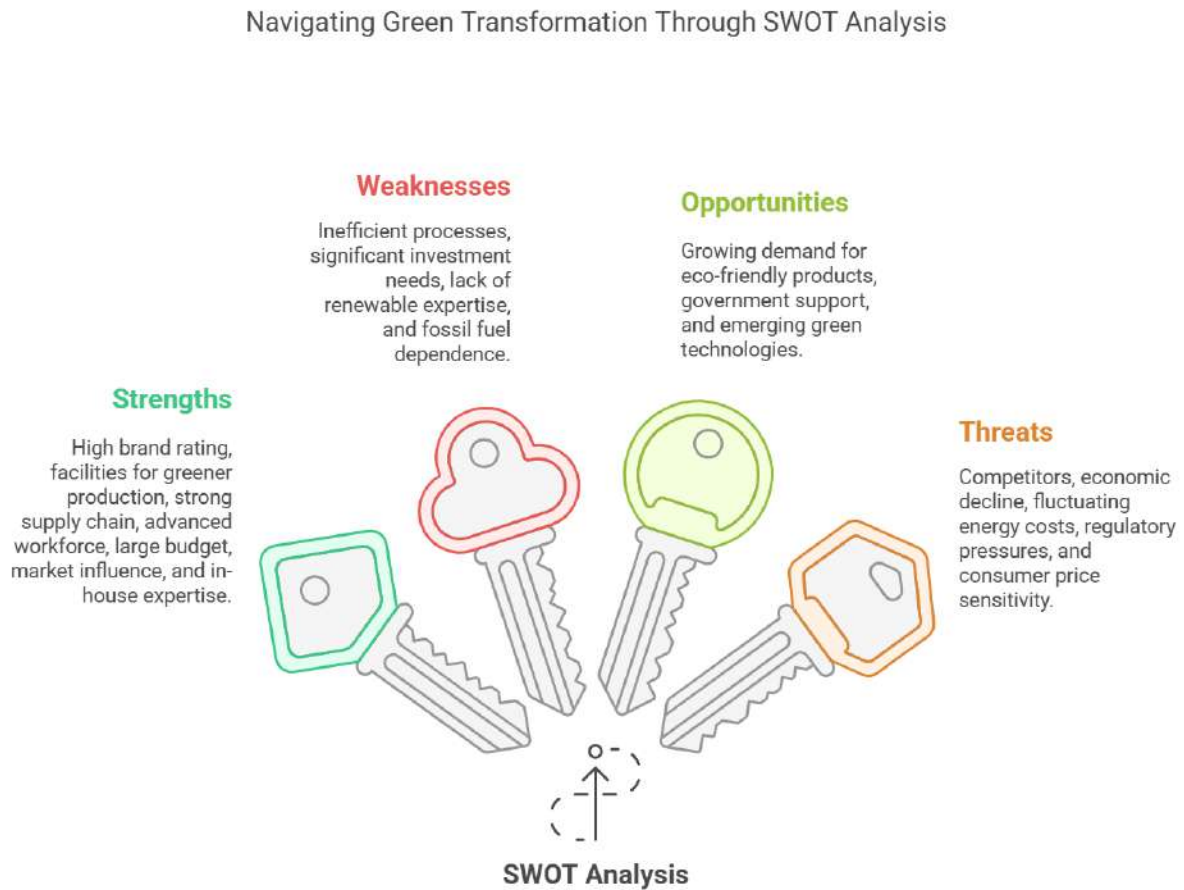 Navigating Green Transformation Through SWOT Analysis
Weaknesses
Inefficient processes,
significant investment
needs, lack of
renewable expertise,
and fossil fuel
dependence.
Opportunities
Growing demand for
eco-friendly products,
government support,
and emerging green
technologies.
Strengths
High brand rating,
facilities for greener
production, strong
supply chain, advanced
workforce, large budget,
market influence, and in-
house expertise.
Threats
Competitors, economic
decline, fluctuating
energy costs, regulatory
pressures, and
consumer price
sensitivity.
SWOT Analysis